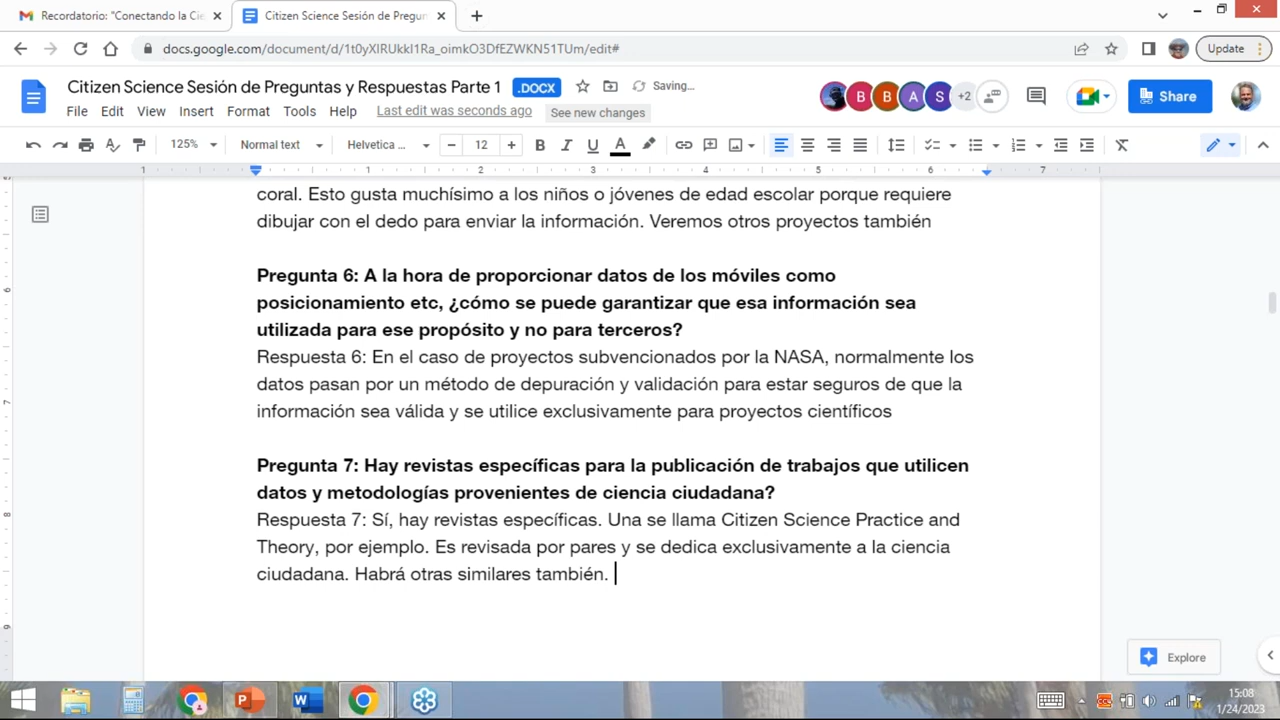 Recordatorio: "Conectando la Cie
Citizen Science Sesión de Pregun
docs.google.com/document/d/1t0yXIRUkkl1Ra_oimkO3DfEZWKN51TUm/edit#
Update
Citizen Science Sesión de Preguntas y Respuestas Parte 1
.DOCX
Saving...
B B A S +2
Share
File Edit View Insert Format Tools Help
Last edit was seconds ago
See new changes
125% Normal text Helvetica ... 12 B I U A
1 1 2 3 4 5 6 7
coral. Esto gusta muchísimo a los niños o jóvenes de edad escolar porque requiere
dibujar con el dedo para enviar la información. Veremos otros proyectos también
Pregunta 6: A la hora de proporcionar datos de los móviles como
posicionamiento etc, ¿cómo se puede garantizar que esa información sea
utilizada para ese propósito y no para terceros?
Respuesta 6: En el caso de proyectos subvencionados por la NASA, normalmente los
datos pasan por un método de depuración y validación para estar seguros de que la
información sea válida y se utilice exclusivamente para proyectos científicos
Pregunta 7: Hay revistas específicas para la publicación de trabajos que utilicen
datos y metodologías provenientes de ciencia ciudadana?
Respuesta 7: Sí, hay revistas específicas. Una se llama Citizen Science Practice and
Theory, por ejemplo. Es revisada por pares y se dedica exclusivamente a la ciencia
ciudadana. Habrá otras similares también.
Explore
15:08
1/24/2023